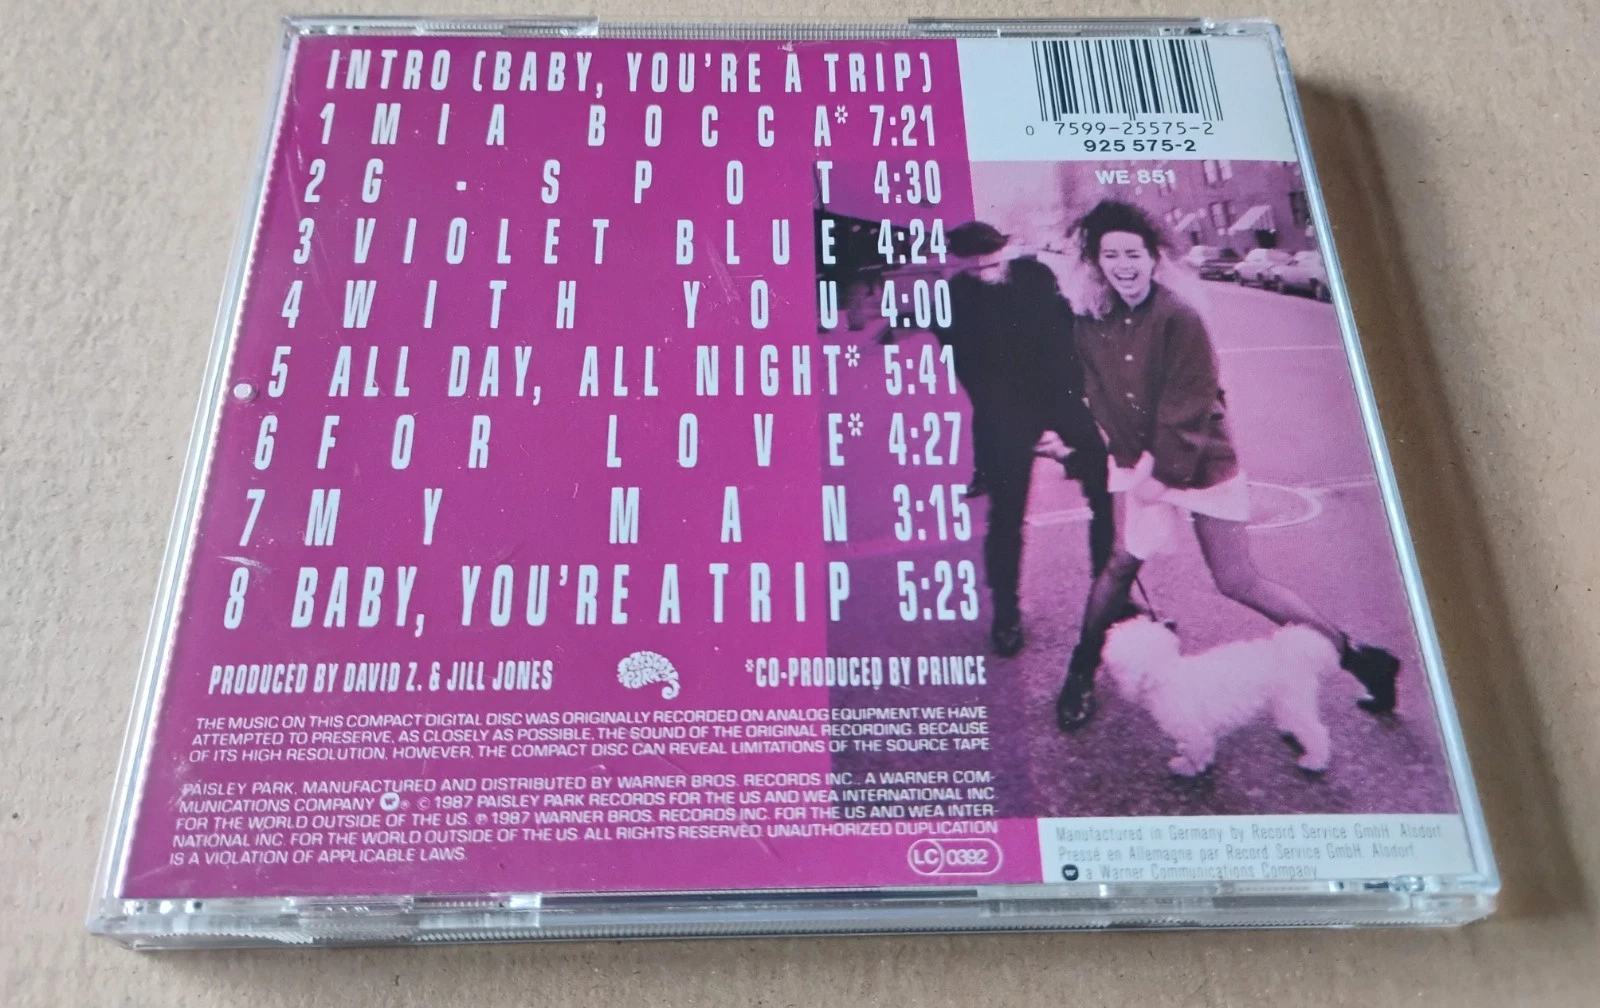 INTRO (BABY, YOU'RE A TRIP)
1 MIA BOCCA* 7:21
2 G-SPOT 4:30
3 VIOLET BLUE 4:24
4 WITH YOU 4:00
5 ALL DAY, ALL NIGHT* 5:41
6 FOR LOVE* 4:27
7 MY MAN 3:15
8 BABY, YOU'RE A TRIP 5:23
PRODUCED BY DAVID Z. & JILL JONES
PAISLEY PARK
*CO-PRODUCED BY PRINCE
THE MUSIC ON THIS COMPACT DIGITAL DISC WAS ORIGINALLY RECORDED ON ANALOG EQUIPMENT. WE HAVE
ATTEMPTED TO PRESERVE, AS CLOSELY AS POSSIBLE, THE SOUND OF THE ORIGINAL RECORDING. BECAUSE
OF ITS HIGH RESOLUTION, HOWEVER, THE COMPACT DISC CAN REVEAL LIMITATIONS OF THE SOURCE TAPE.
PAISLEY PARK, MANUFACTURED AND DISTRIBUTED BY WARNER BROS. RECORDS INC., A WARNER COM-
MUNICATIONS COMPANY ® © 1987 PAISLEY PARK RECORDS FOR THE US AND WEA INTERNATIONAL INC.
FOR THE WORLD OUTSIDE OF THE US. ℗ 1987 WARNER BROS. RECORDS INC. FOR THE US AND WEA INTER-
NATIONAL INC. FOR THE WORLD OUTSIDE OF THE US. ALL RIGHTS RESERVED. UNAUTHORIZED DUPLICATION
IS A VIOLATION OF APPLICABLE LAWS.
LC 0392
0 7599-25575-2
925 575-2
WE 851
Manufactured in Germany by Record Service GmbH. Alsdorf
Pressé en Allemagne par Record Service GmbH. Alsdorf
a Warner Communications Company